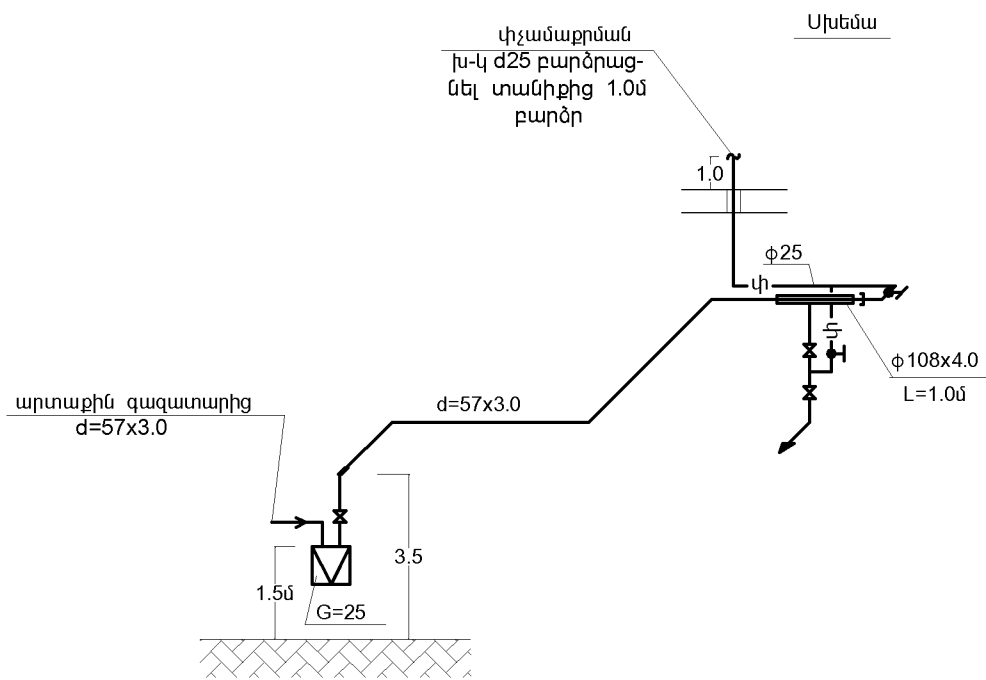 Սխեմա
փչամաքրման
խ-կ d25 բարձրաց-
նել տանիքից 1.0մ
բարձր
1.0
ϕ25
փ
փ
ϕ108x4.0
L=1.0մ
արտաքին գազատարից
d=57x3.0
d=57x3.0
3.5
1.5մ
G=25